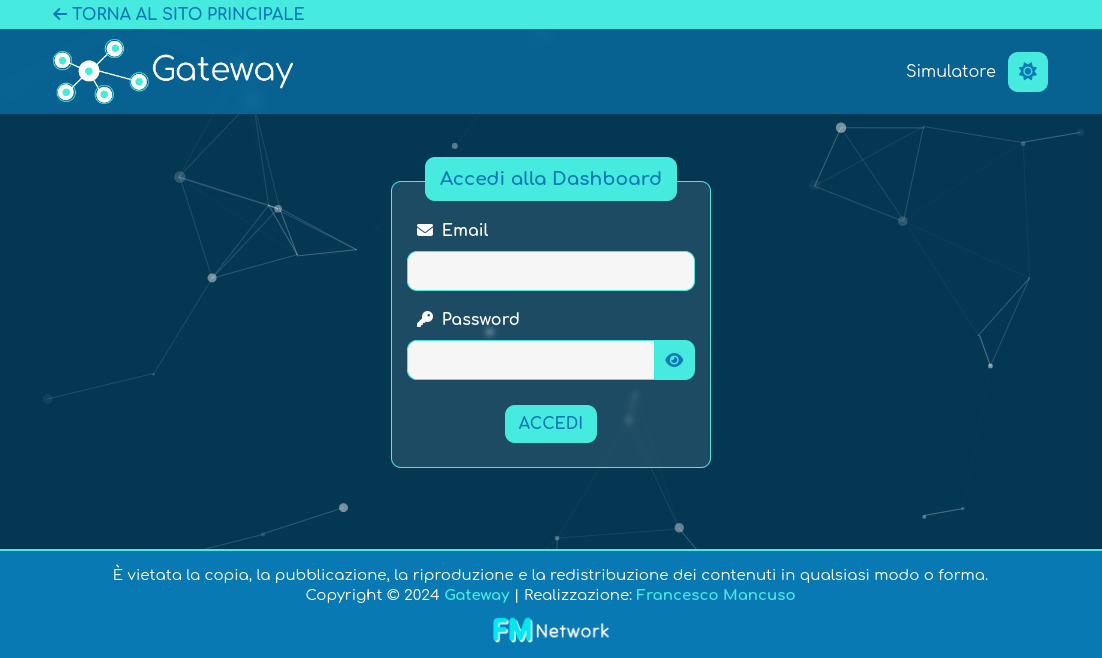 TORNA AL SITO PRINCIPALE
Gateway
Simulatore
Accedi alla Dashboard
Email
Password
ACCEDI
È vietata la copia, la pubblicazione, la riproduzione e la redistribuzione dei contenuti in qualsiasi modo o forma.
Copyright © 2024 Gateway | Realizzazione: Francesco Mancuso
FM Network